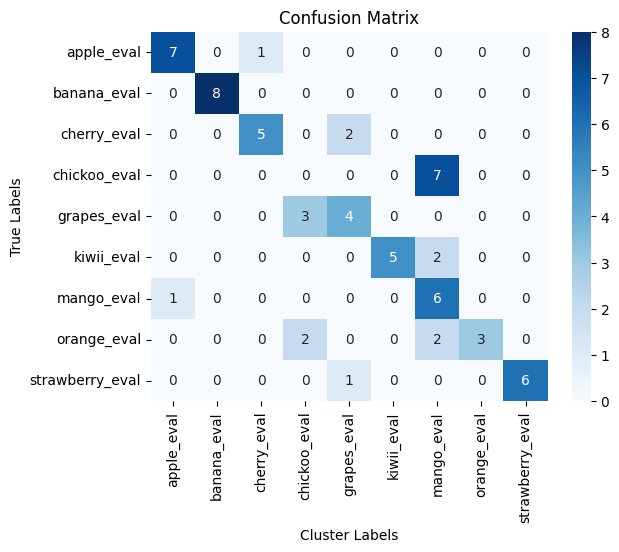 Confusion Matrix
True Labels
apple_eval 7 0 1 0 0 0 0 0 0
banana_eval 0 8 0 0 0 0 0 0 0
cherry_eval 0 0 5 0 2 0 0 0 0
chickoo_eval 0 0 0 0 0 0 7 0 0
grapes_eval 0 0 0 3 4 0 0 0 0
kiwii_eval 0 0 0 0 0 5 2 0 0
mango_eval 1 0 0 0 0 0 6 0 0
orange_eval 0 0 0 2 0 0 2 3 0
strawberry_eval 0 0 0 0 1 0 0 0 6
apple_eval banana_eval cherry_eval chickoo_eval grapes_eval kiwii_eval mango_eval orange_eval strawberry_eval
Cluster Labels
8
7
6
5
4
3
2
1
0